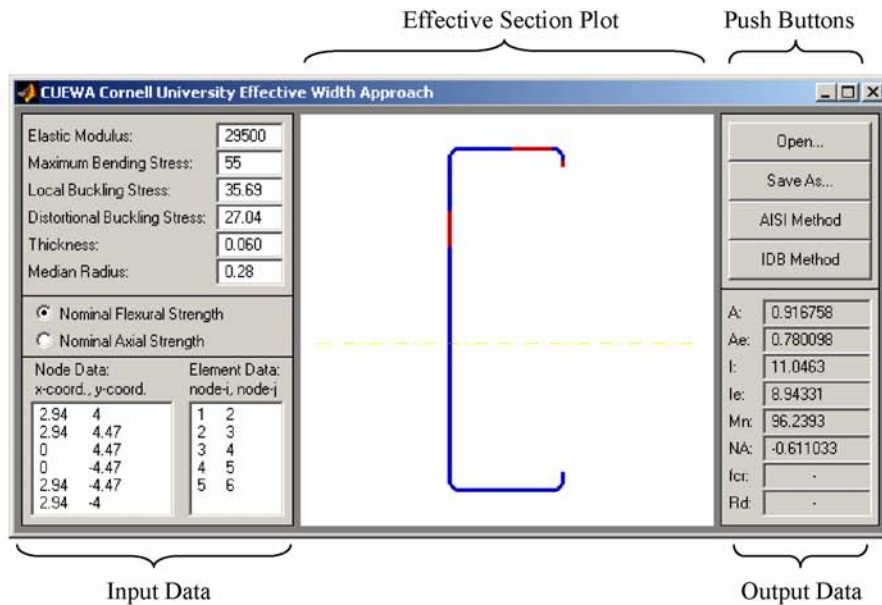 Effective Section Plot
Push Buttons
CUEWA Cornell University Effective Width Approach
Elastic Modulus: 29500
Maximum Bending Stress: 55
Local Buckling Stress: 35.69
Distortional Buckling Stress: 27.04
Thickness: 0.060
Median Radius: 0.28
Nominal Flexural Strength
Nominal Axial Strength
Node Data:
x-coord., y-coord.
2.94 4
2.94 4.47
0 4.47
0 -4.47
2.94 -4.47
2.94 -4
Element Data:
node-i, node-j
1 2
2 3
3 4
4 5
5 6
Open...
Save As...
AISI Method
IDB Method
A: 0.916758
Ae: 0.780098
I: 11.0463
Ie: 8.94331
Mn: 96.2393
NA: -0.611033
fcr: -
Rd: -
Input Data
Output Data